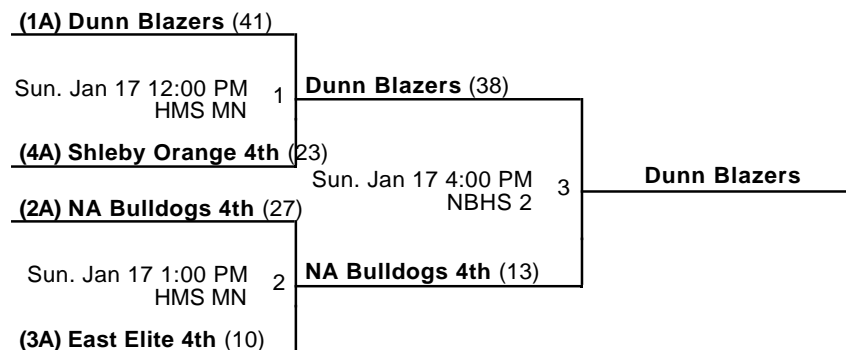 (1A) Dunn Blazers (41)
Sun. Jan 17 12:00 PM 1
HMS MN
Dunn Blazers (38)
(4A) Shleby Orange 4th (23)
Sun. Jan 17 4:00 PM 3
NBHS 2
Dunn Blazers
(2A) NA Bulldogs 4th (27)
Sun. Jan 17 1:00 PM 2
HMS MN
NA Bulldogs 4th (13)
(3A) East Elite 4th (10)